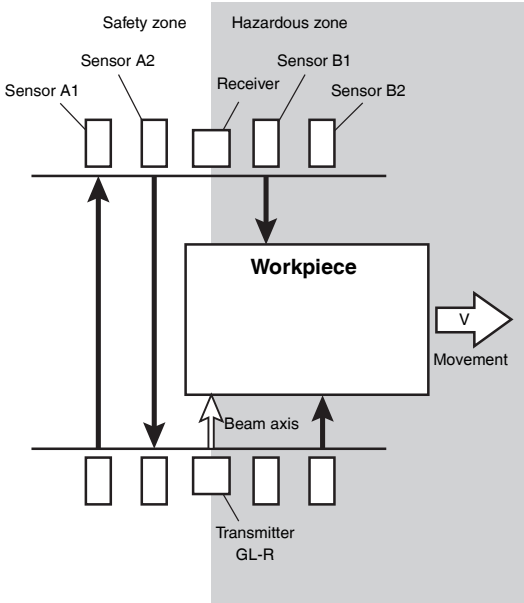 Safety zone
Hazardous zone
Sensor A2
Sensor B1
Sensor A1
Receiver
Sensor B2
Workpiece
V
Movement
Beam axis
Transmitter
GL-R